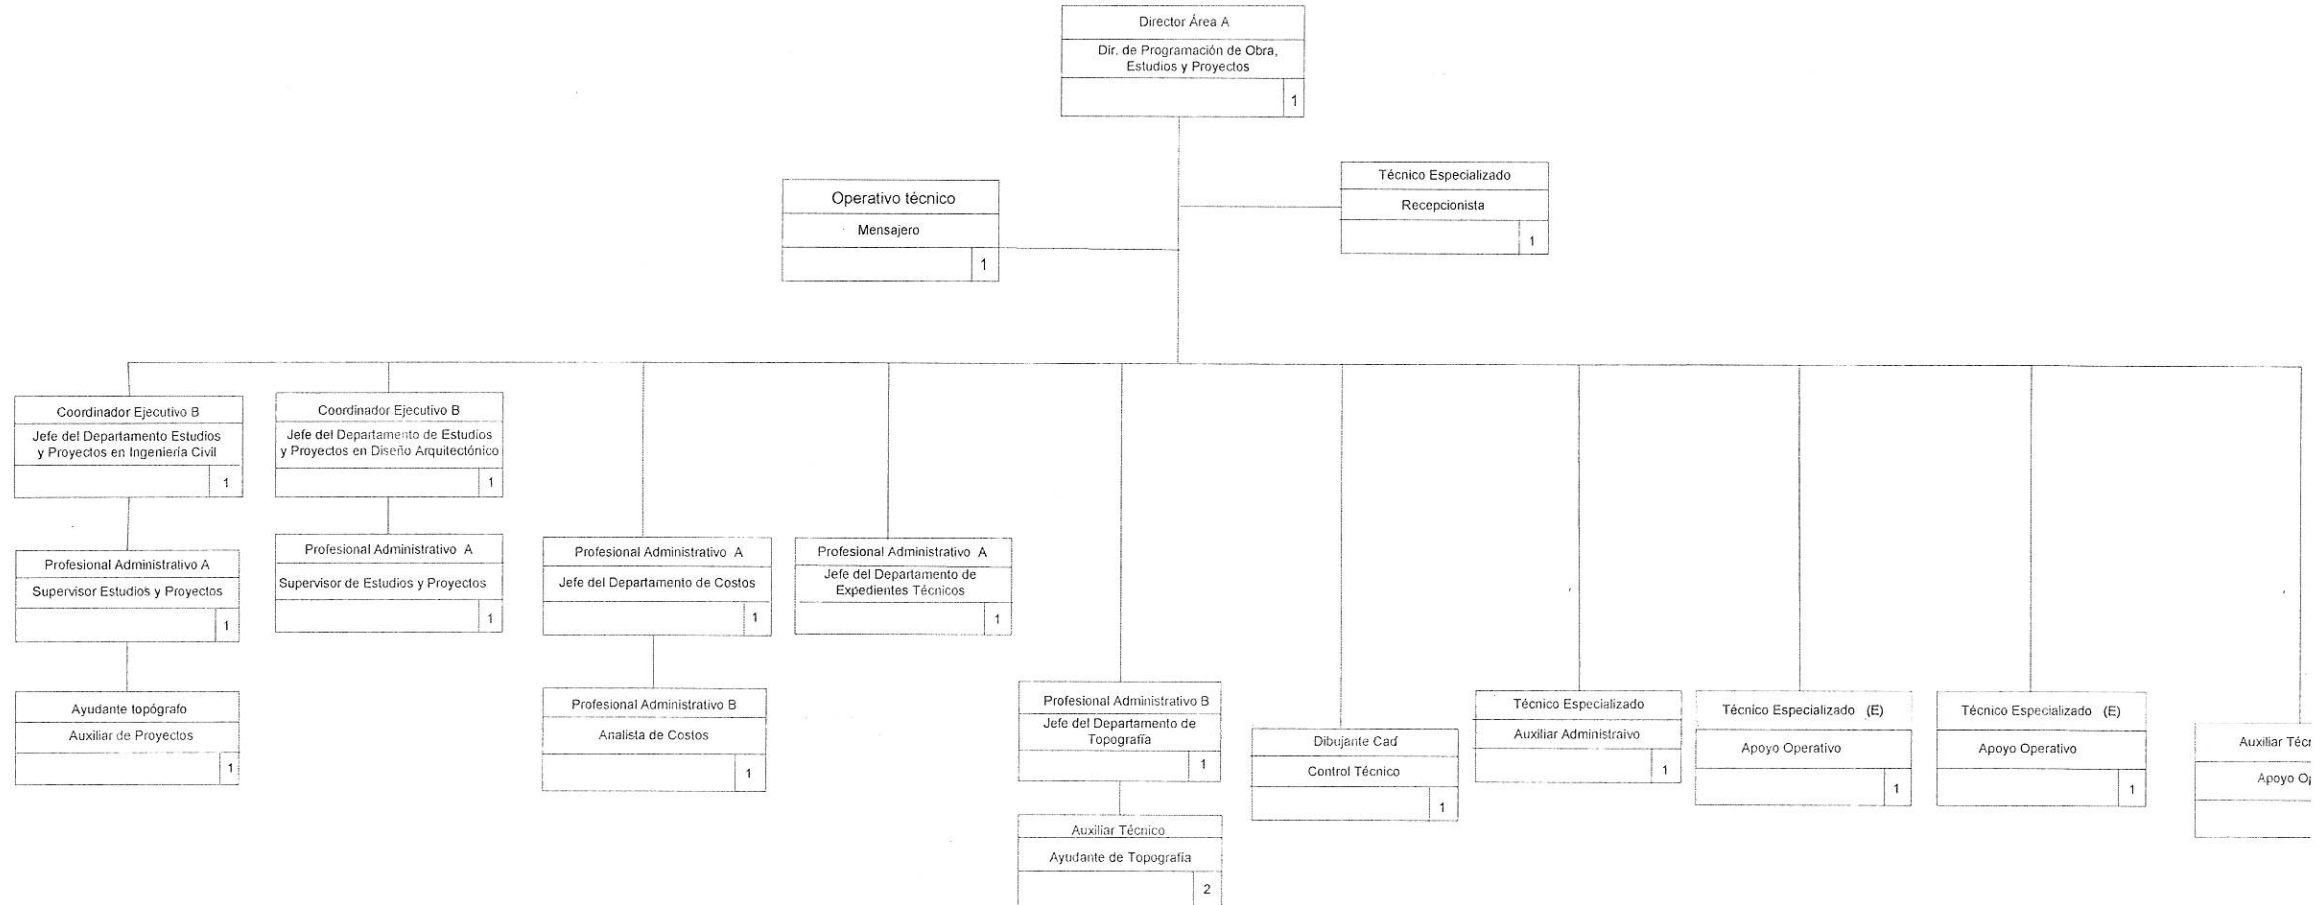 Director Área A
Dir. de Programación de Obra,
Estudios y Proyectos
1
Técnico Especializado
Recepcionista
1
Operativo técnico
Mensajero
1
Coordinador Ejecutivo B
Jefe del Departamento Estudios
y Proyectos en Ingeniería Civil
1
Coordinador Ejecutivo B
Jefe del Departamento de Estudios
y Proyectos en Diseño Arquitectónico
1
Profesional Administrativo A
Supervisor Estudios y Proyectos
1
Profesional Administrativo A
Supervisor de Estudios y Proyectos
1
Profesional Administrativo A
Jefe del Departamento de Costos
1
Profesional Administrativo A
Jefe del Departamento de
Expedientes Técnicos
1
Ayudante topógrafo
Auxiliar de Proyectos
1
Profesional Administrativo B
Analista de Costos
1
Profesional Administrativo B
Jefe del Departamento de
Topografía
1
Dibujante Cad
Control Técnico
1
Técnico Especializado
Auxiliar Administraivo
1
Técnico Especializado (E)
Apoyo Operativo
1
Técnico Especializado (E)
Apoyo Operativo
1
Auxiliar
Apoyo
Auxiliar Técnico
Ayudante de Topografía
2